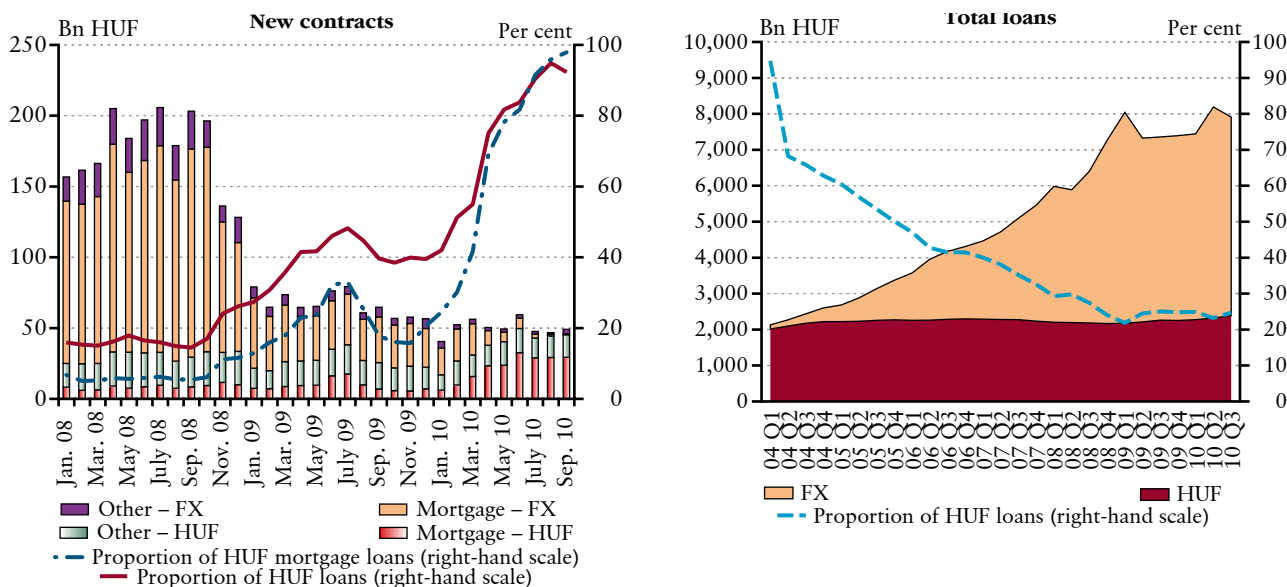 New contracts
Bn HUF
Per cent
250
200
150
100
50
0
100
80
60
40
20
0
Jan. 08
Mar. 08
May 08
July 08
Sep. 08
Nov. 08
Jan. 09
Mar. 09
May 09
July 09
Sep. 09
Nov. 09
Jan. 10
Mar. 10
May 10
July 10
Sep. 10
Other – FX
Mortgage – FX
Other – HUF
Mortgage – HUF
Proportion of HUF mortgage loans (right-hand scale)
Proportion of HUF loans (right-hand scale)
Total loans
Bn HUF
Per cent
10,000
9,000
8,000
7,000
6,000
5,000
4,000
3,000
2,000
1,000
0
100
90
80
70
60
50
40
30
20
10
0
04 Q1
04 Q2
04 Q3
04 Q4
05 Q1
05 Q2
05 Q3
05 Q4
06 Q1
06 Q2
06 Q3
06 Q4
07 Q1
07 Q2
07 Q3
07 Q4
08 Q1
08 Q2
08 Q3
08 Q4
09 Q1
09 Q2
09 Q3
09 Q4
10 Q1
10 Q2
10 Q3
FX
HUF
Proportion of HUF loans (right-hand scale)